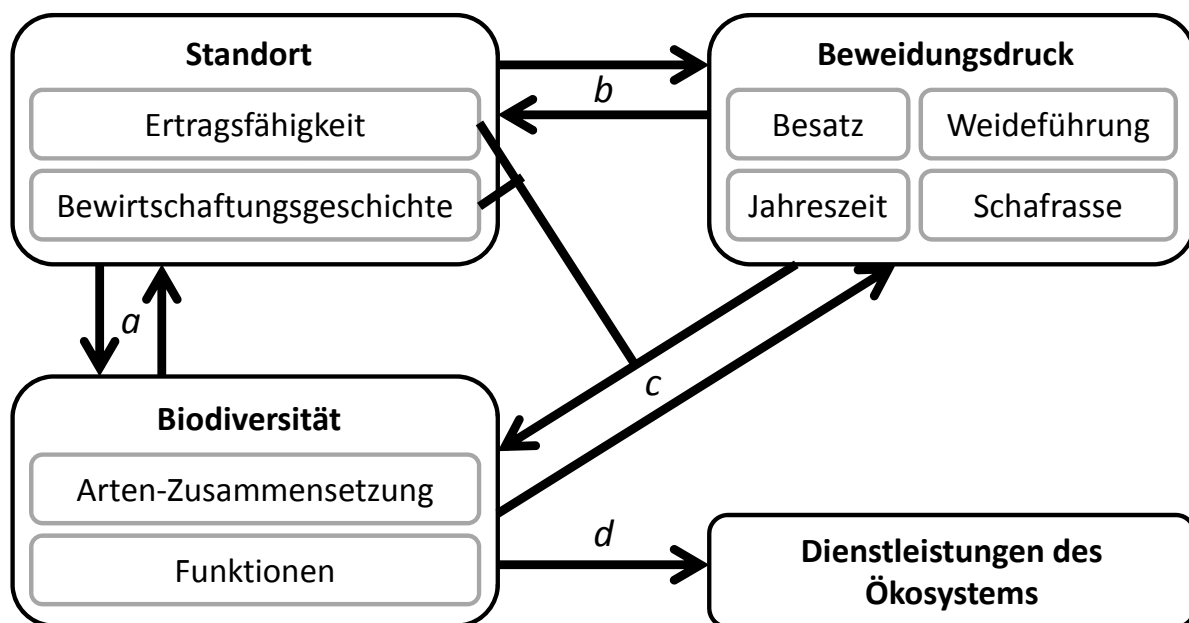 Standort
Ertragsfähigkeit
Bewirtschaftungsgeschichte
b
Beweidungsdruck
Besatz
Weideführung
Jahreszeit
Schafrasse
a
c
Biodiversität
Arten-Zusammensetzung
Funktionen
d
Dienstleistungen des
Ökosystems